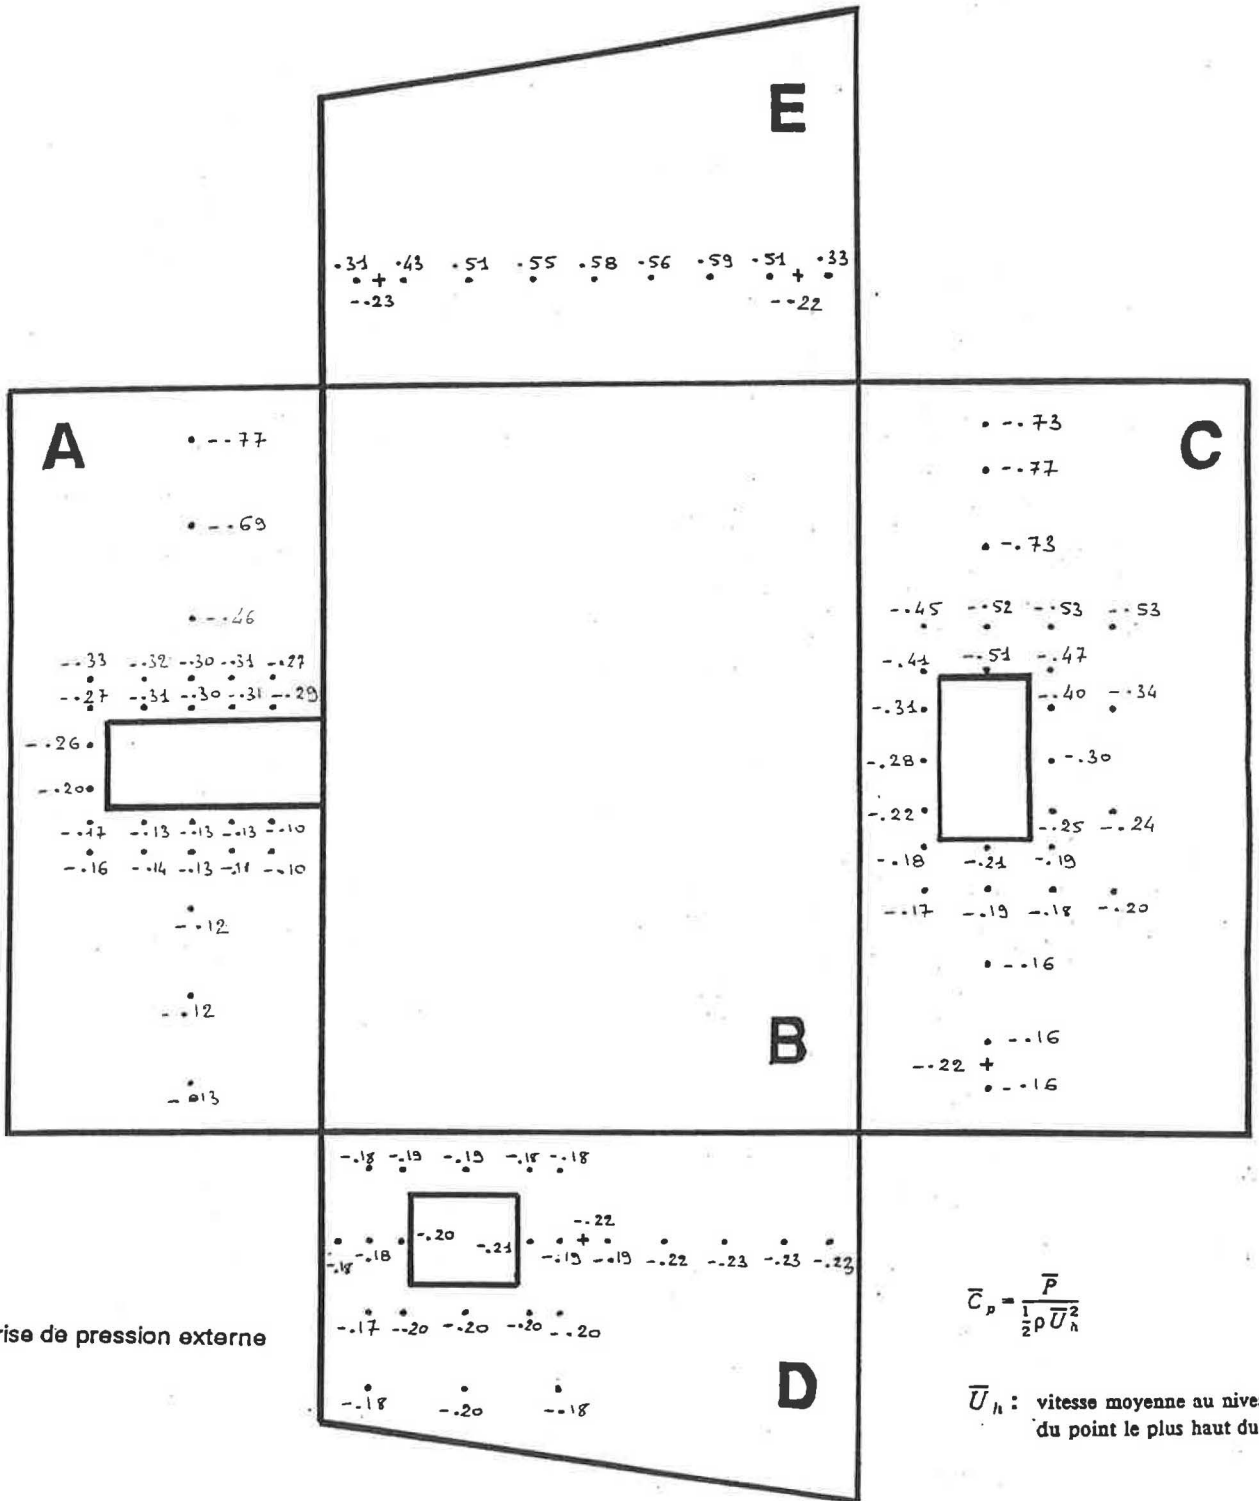 E
.31 .43 .51 .55 .58 .56 .59 .51 .33
-.23 -.22
A
-.77
-.69
-.46
-.33 -.32 -.30 -.31 -.27
-.27 -.31 -.30 -.31 -.29
-.26
-.20
-.17 -.13 -.13 -.13 -.10
-.16 -.14 -.13 -.11 -.10
-.12
-.12
-.13
B
C
-.73
-.77
-.73
-.45 -.52 -.53 -.53
-.41 -.51 -.47
-.31 -.40 -.34
-.28 -.30
-.22 -.25 -.24
-.18 -.21 -.19
-.17 -.19 -.18 -.20
-.16
-.16
-.22
-.16
-.18 -.19 -.19 -.18 -.18
-.22
-.18 -.18 -.20 -.21 -.19 -.19 -.22 -.23 -.23 -.23
-.17 -.20 -.20 -.20 -.20
-.18 -.20 -.18
D
rise de pression externe
C̅p = P̅ / ½ρU̅h²
U̅h : vitesse moyenne au nive
du point le plus haut du